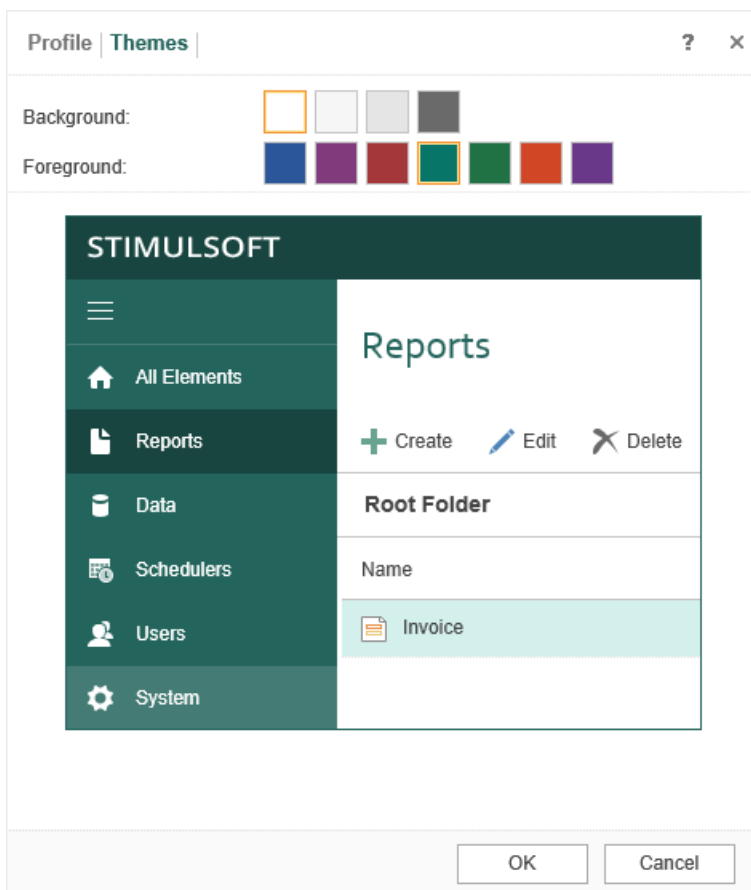 Profile | Themes | ? ×
Background:
Foreground:
STIMULSOFT
Reports
All Elements
Reports
Create Edit Delete
Data
Root Folder
Schedulers
Name
Users
Invoice
System
OK Cancel